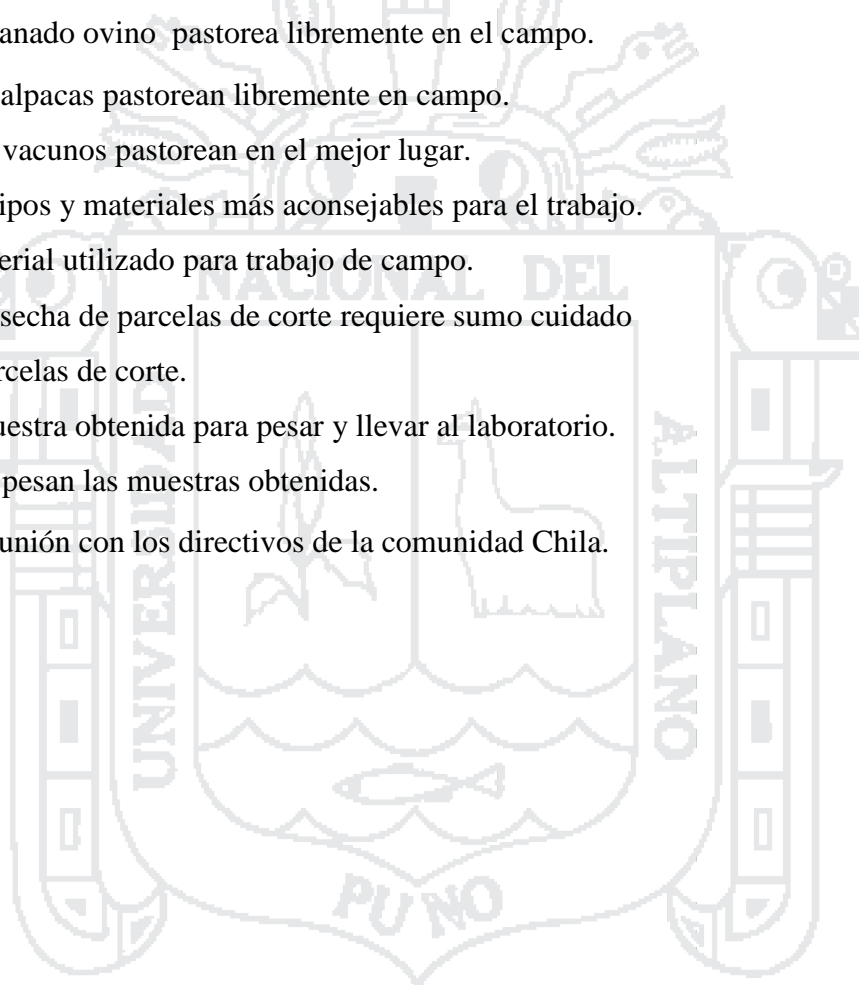 anado ovino pastorea libremente en el campo.
alpacas pastorean libremente en campo.
vacunos pastorean en el mejor lugar.
ipos y materiales más aconsejables para el trabajo.
erial utilizado para trabajo de campo.
secha de parcelas de corte requiere sumo cuidado
rcelas de corte.
uestra obtenida para pesar y llevar al laboratorio.
pesan las muestras obtenidas.
unión con los directivos de la comunidad Chila.
NACIONAL DEL
UNIVERSIDAD
ALTIPLANO
PUNO